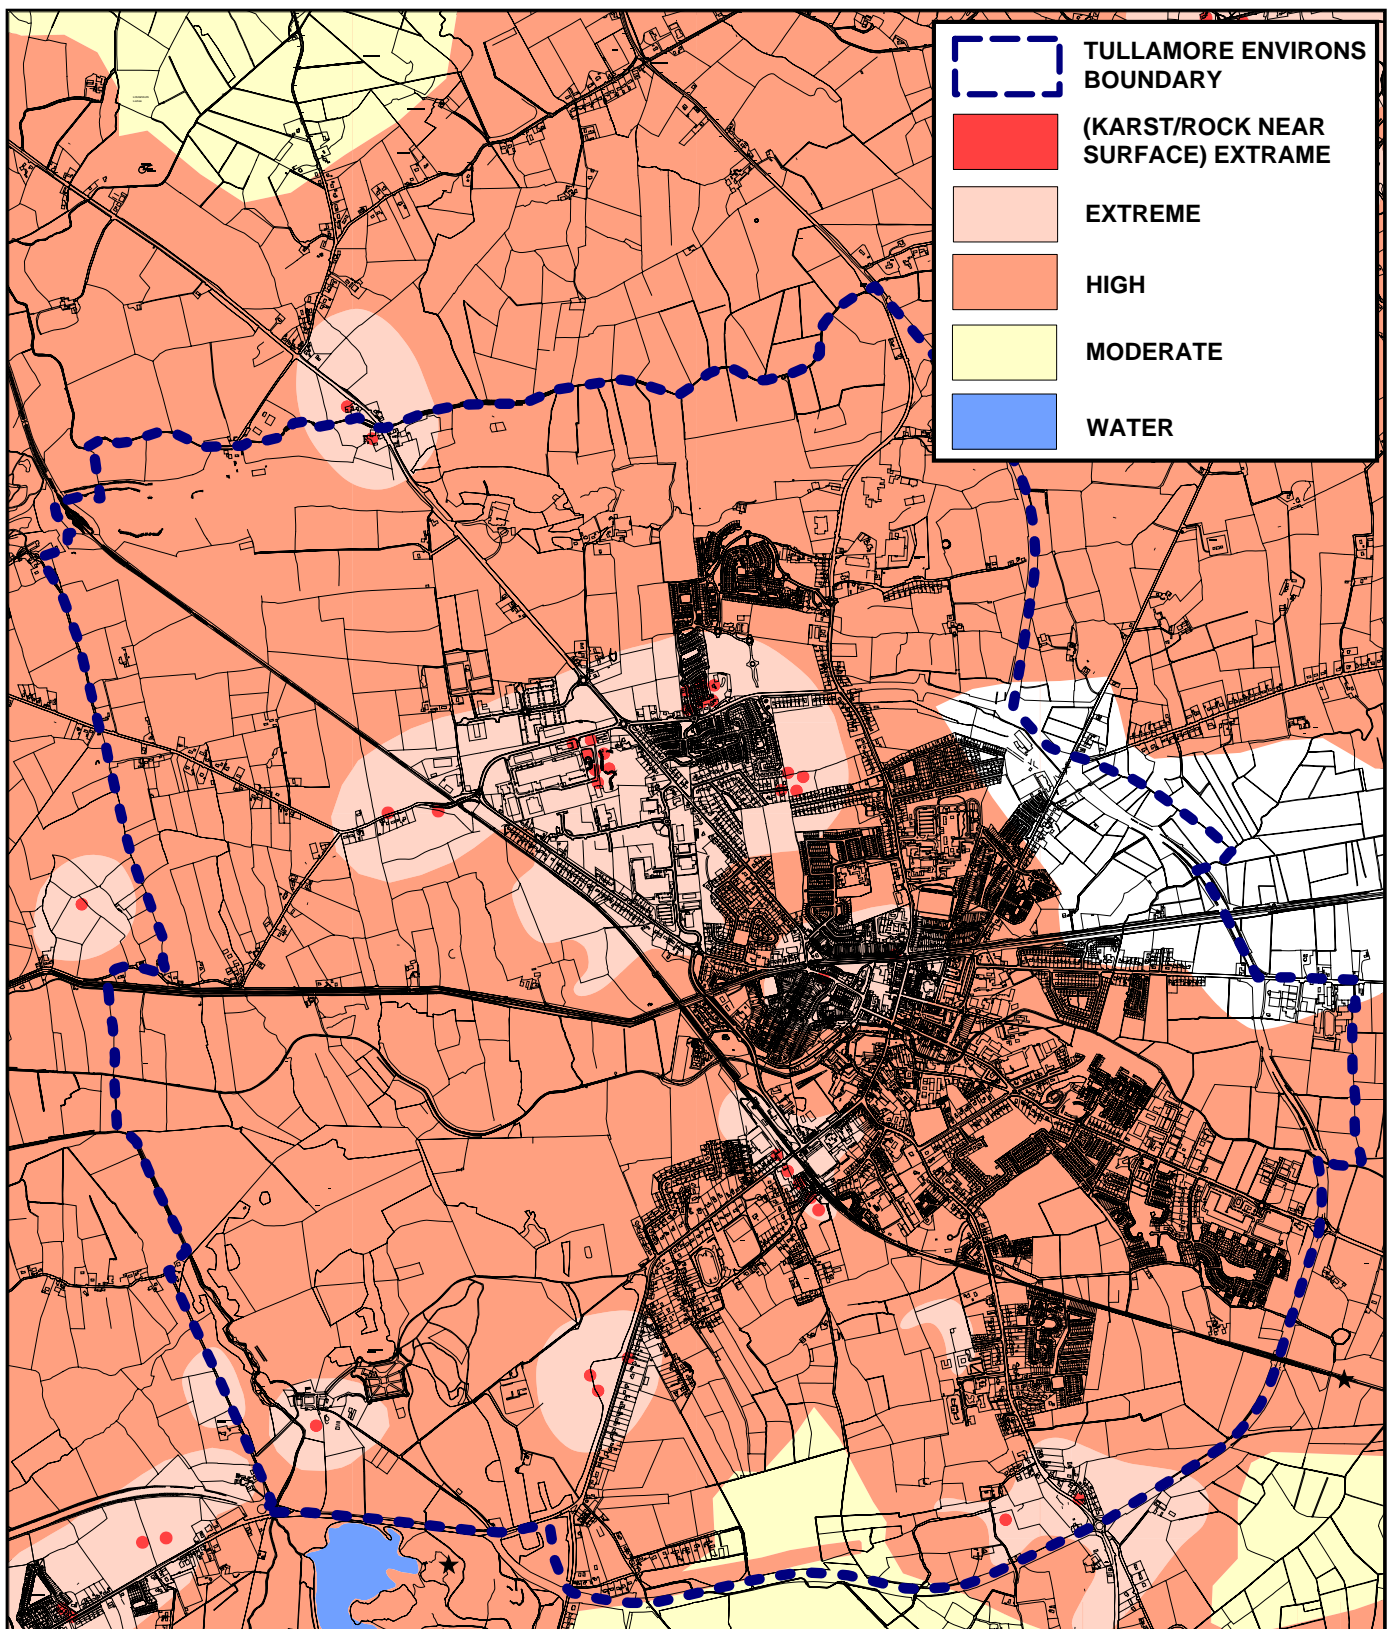 TULLAMORE ENVIRONS
BOUNDARY
(KARST/ROCK NEAR
SURFACE) EXTRAME
EXTREME
HIGH
MODERATE
WATER